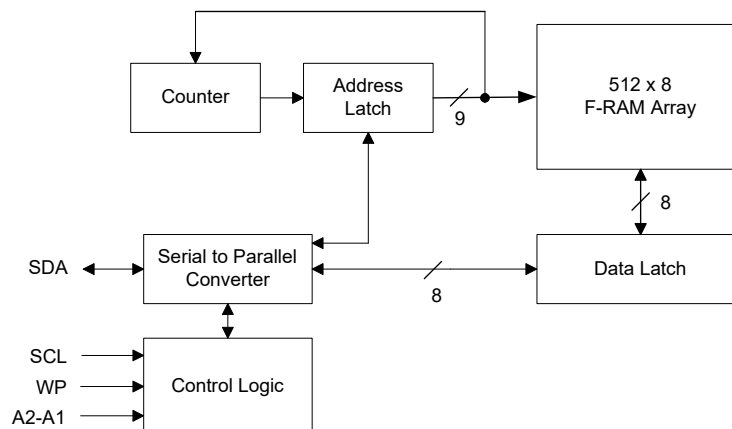 Counter
Address
Latch
9
512 x 8
F-RAM Array
8
SDA
Serial to Parallel
Converter
8
Data Latch
SCL
WP
A2-A1
Control Logic